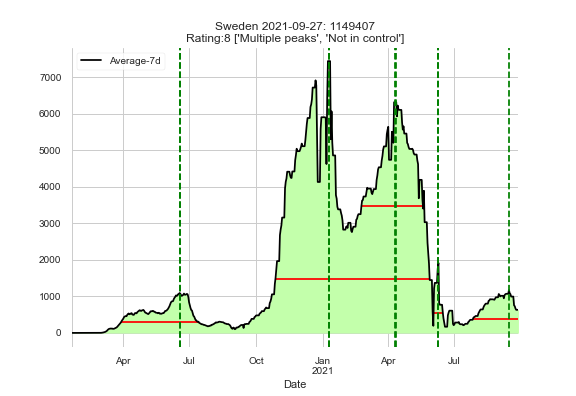 Sweden 2021-09-27: 1149407
Rating:8 ['Multiple peaks', 'Not in control']
Average-7d
7000
6000
5000
4000
3000
2000
1000
0
Apr Jul Oct Jan Apr Jul
2021
Date